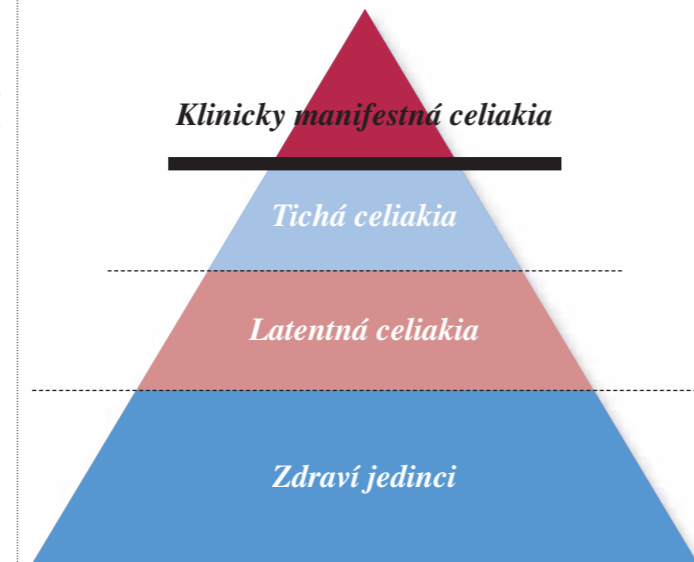 Klinicky manifestná celiakia
Tichá celiakia
Latentná celiakia
Zdraví jedinci